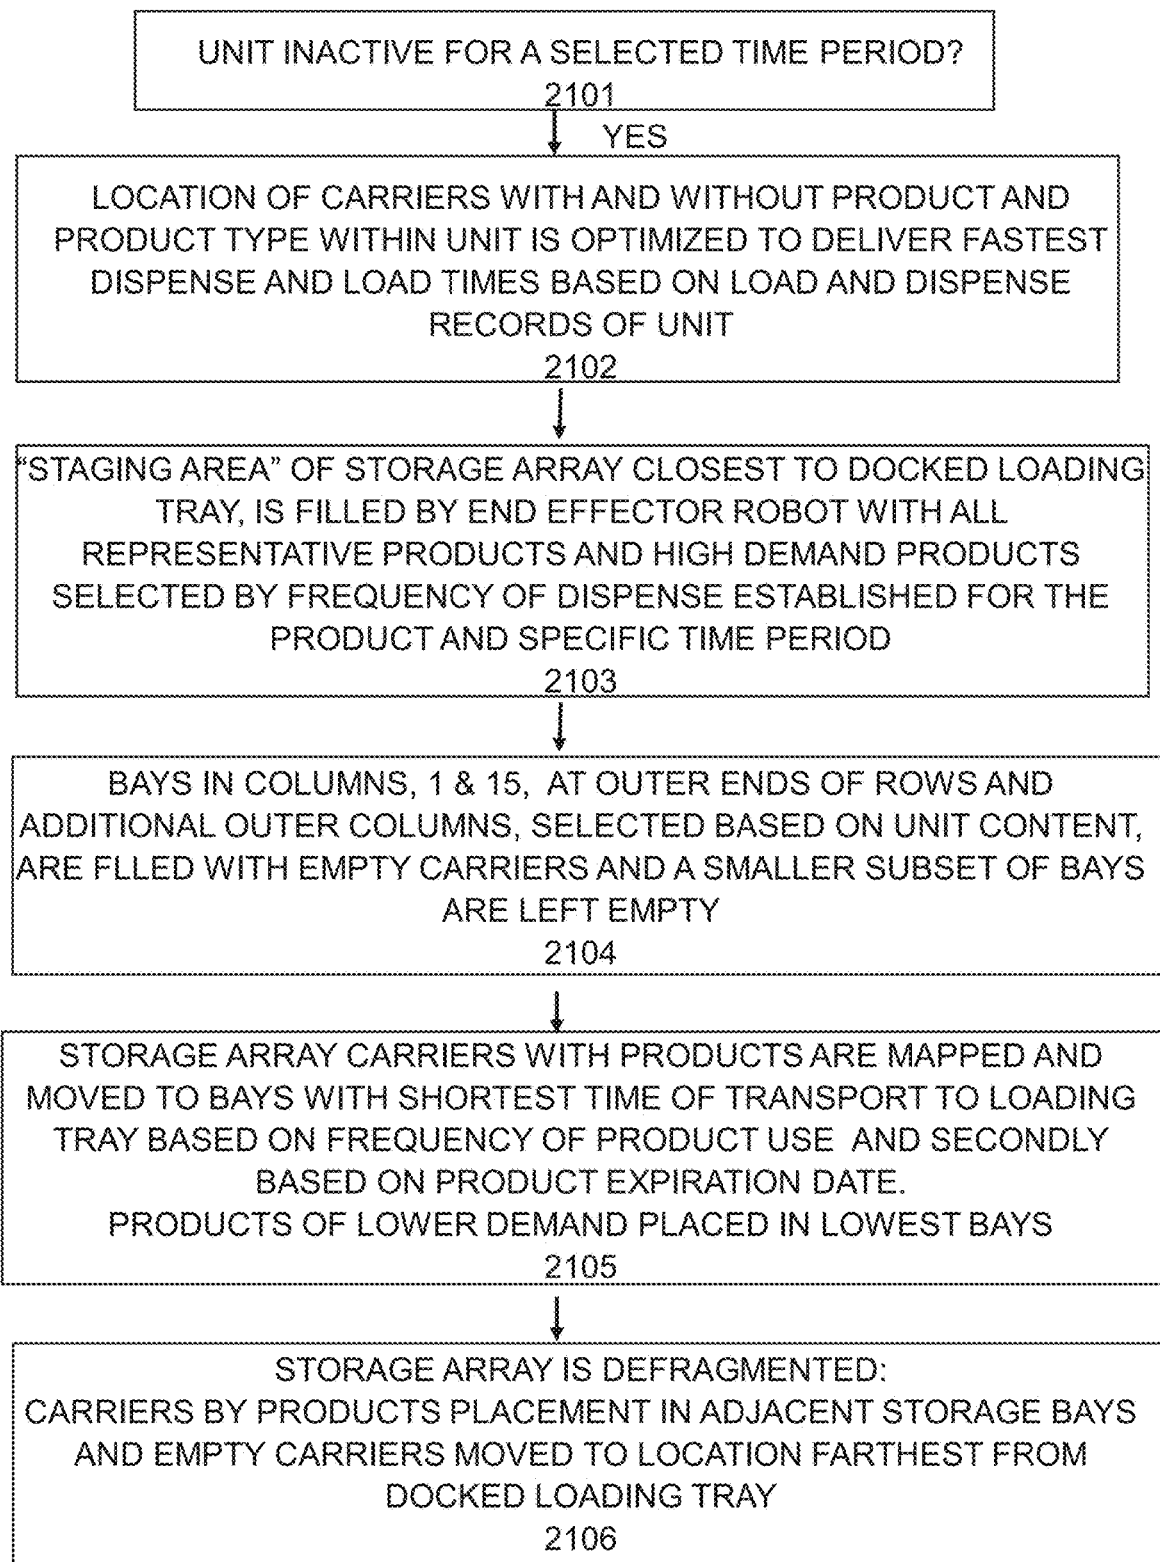 UNIT INACTIVE FOR A SELECTED TIME PERIOD?
2101
YES
LOCATION OF CARRIERS WITH AND WITHOUT PRODUCT AND
PRODUCT TYPE WITHIN UNIT IS OPTIMIZED TO DELIVER FASTEST
DISPENSE AND LOAD TIMES BASED ON LOAD AND DISPENSE
RECORDS OF UNIT
2102
"STAGING AREA" OF STORAGE ARRAY CLOSEST TO DOCKED LOADING
TRAY, IS FILLED BY END EFFECTOR ROBOT WITH ALL
REPRESENTATIVE PRODUCTS AND HIGH DEMAND PRODUCTS
SELECTED BY FREQUENCY OF DISPENSE ESTABLISHED FOR THE
PRODUCT AND SPECIFIC TIME PERIOD
2103
BAYS IN COLUMNS, 1 & 15, AT OUTER ENDS OF ROWS AND
ADDITIONAL OUTER COLUMNS, SELECTED BASED ON UNIT CONTENT,
ARE FLLED WITH EMPTY CARRIERS AND A SMALLER SUBSET OF BAYS
ARE LEFT EMPTY
2104
STORAGE ARRAY CARRIERS WITH PRODUCTS ARE MAPPED AND
MOVED TO BAYS WITH SHORTEST TIME OF TRANSPORT TO LOADING
TRAY BASED ON FREQUENCY OF PRODUCT USE AND SECONDLY
BASED ON PRODUCT EXPIRATION DATE.
PRODUCTS OF LOWER DEMAND PLACED IN LOWEST BAYS
2105
STORAGE ARRAY IS DEFRAGMENTED:
CARRIERS BY PRODUCTS PLACEMENT IN ADJACENT STORAGE BAYS
AND EMPTY CARRIERS MOVED TO LOCATION FARTHEST FROM
DOCKED LOADING TRAY
2106